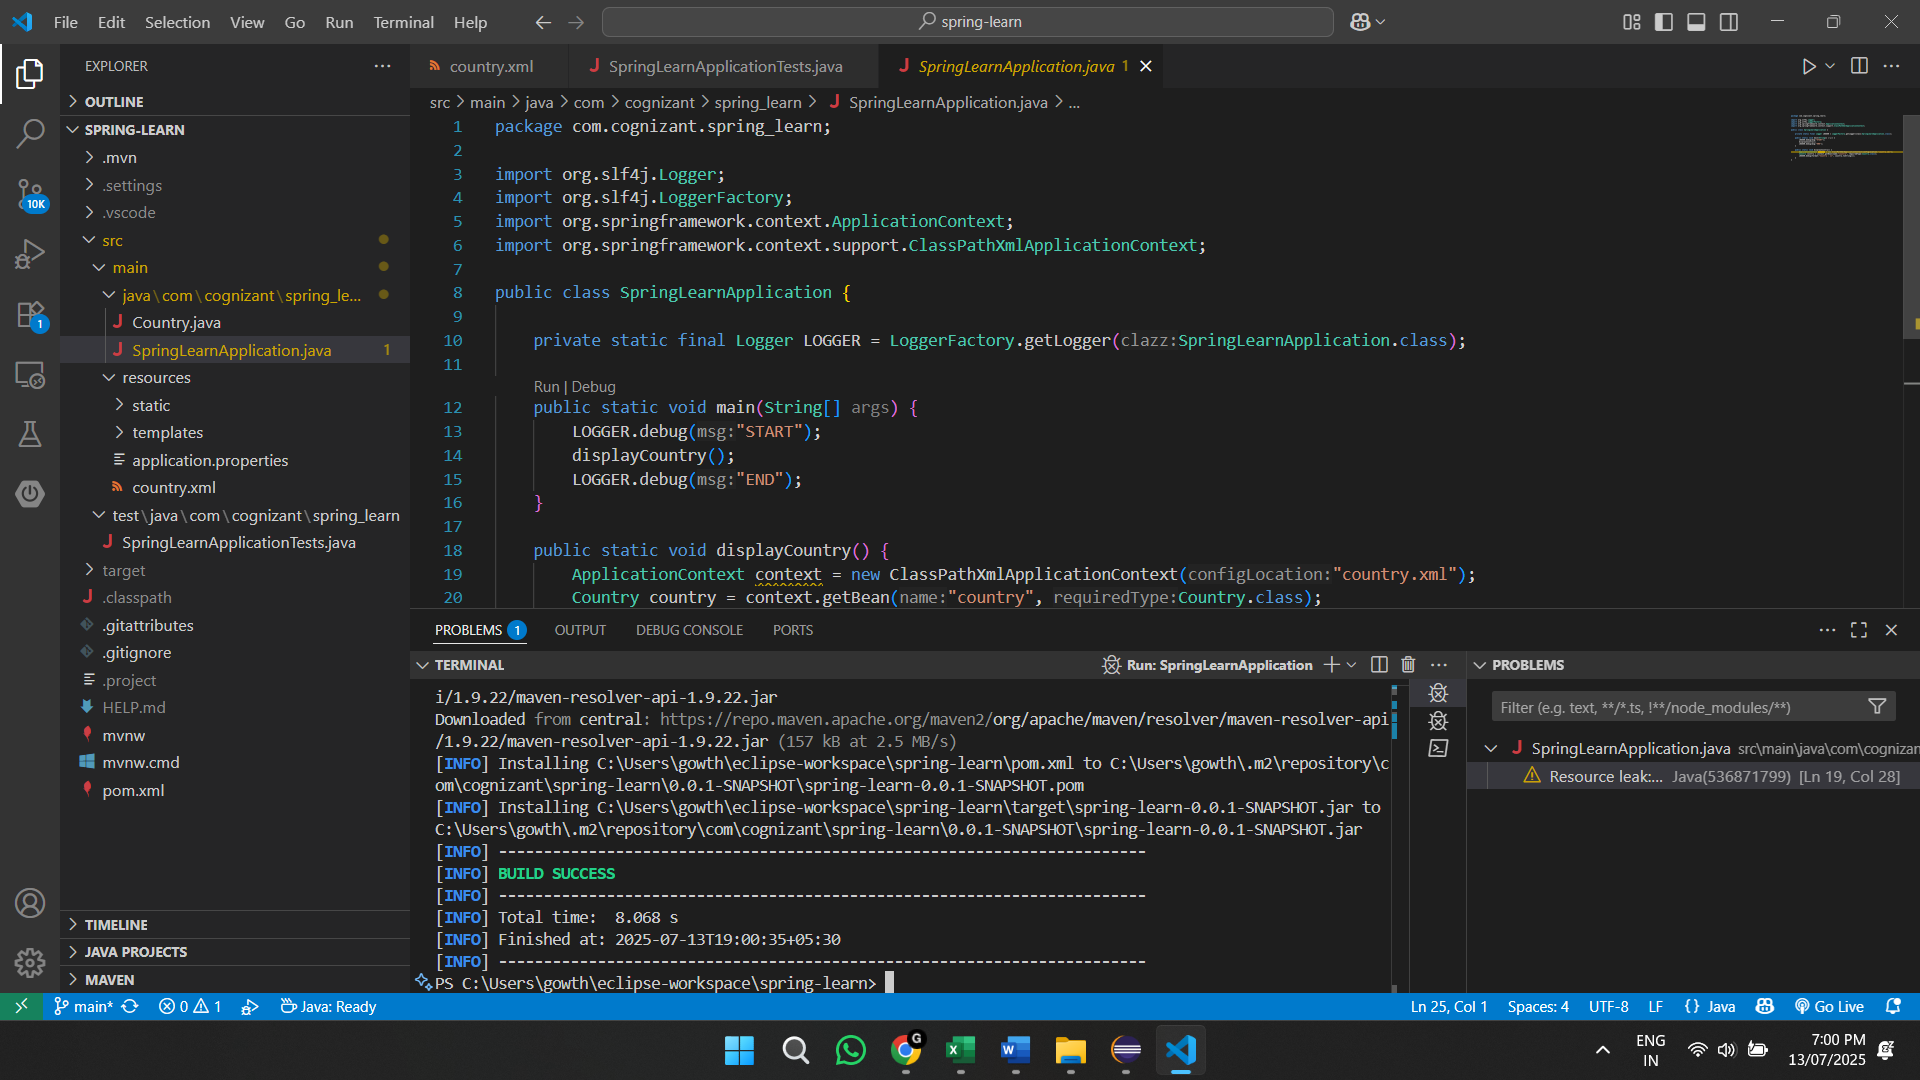 File Edit Selection View Go Run Terminal Help
spring-learn
EXPLORER
OUTLINE
SPRING-LEARN
.mvn
.settings
.vscode
src
main
java\com\cognizant\spring_le...
Country.java
SpringLearnApplication.java 1
resources
static
templates
application.properties
country.xml
test\java\com\cognizant\spring_learn
SpringLearnApplicationTests.java
target
.classpath
.gitattributes
.gitignore
.project
HELP.md
mvnw
mvnw.cmd
pom.xml
TIMELINE
JAVA PROJECTS
MAVEN
10K
1
country.xml SpringLearnApplicationTests.java SpringLearnApplication.java 1
src > main > java > com > cognizant > spring_learn > SpringLearnApplication.java > ...
1 package com.cognizant.spring_learn;
2
3 import org.slf4j.Logger;
4 import org.slf4j.LoggerFactory;
5 import org.springframework.context.ApplicationContext;
6 import org.springframework.context.support.ClassPathXmlApplicationContext;
7
8 public class SpringLearnApplication {
9
10 private static final Logger LOGGER = LoggerFactory.getLogger(clazz:SpringLearnApplication.class);
11
Run | Debug
12 public static void main(String[] args) {
13 LOGGER.debug(msg:"START");
14 displayCountry();
15 LOGGER.debug(msg:"END");
16 }
17
18 public static void displayCountry() {
19 ApplicationContext context = new ClassPathXmlApplicationContext(configLocation:"country.xml");
20 Country country = context.getBean(name:"country", requiredType:Country.class);
PROBLEMS 1 OUTPUT DEBUG CONSOLE PORTS
TERMINAL
Run: SpringLearnApplication
i/1.9.22/maven-resolver-api-1.9.22.jar
Downloaded from central: https://repo.maven.apache.org/maven2/org/apache/maven/resolver/maven-resolver-api
/1.9.22/maven-resolver-api-1.9.22.jar (157 kB at 2.5 MB/s)
[INFO] Installing C:\Users\gowth\eclipse-workspace\spring-learn\pom.xml to C:\Users\gowth\.m2\repository\c
om\cognizant\spring-learn\0.0.1-SNAPSHOT\spring-learn-0.0.1-SNAPSHOT.pom
[INFO] Installing C:\Users\gowth\eclipse-workspace\spring-learn\target\spring-learn-0.0.1-SNAPSHOT.jar to
C:\Users\gowth\.m2\repository\com\cognizant\spring-learn\0.0.1-SNAPSHOT\spring-learn-0.0.1-SNAPSHOT.jar
[INFO] ------------------------------------------------------------------------
[INFO] BUILD SUCCESS
[INFO] ------------------------------------------------------------------------
[INFO] Total time:  8.068 s
[INFO] Finished at: 2025-07-13T19:00:35+05:30
[INFO] ------------------------------------------------------------------------
PS C:\Users\gowth\eclipse-workspace\spring-learn>
PROBLEMS
Filter (e.g. text, **/*.ts, !**/node_modules/**)
SpringLearnApplication.java src\main\java\com\cognizan
Resource leak:... Java(536871799) [Ln 19, Col 28]
main* 0 1 Java: Ready
Ln 25, Col 1 Spaces: 4 UTF-8 LF {} Java Go Live
G
ENG
IN
7:00 PM
13/07/2025